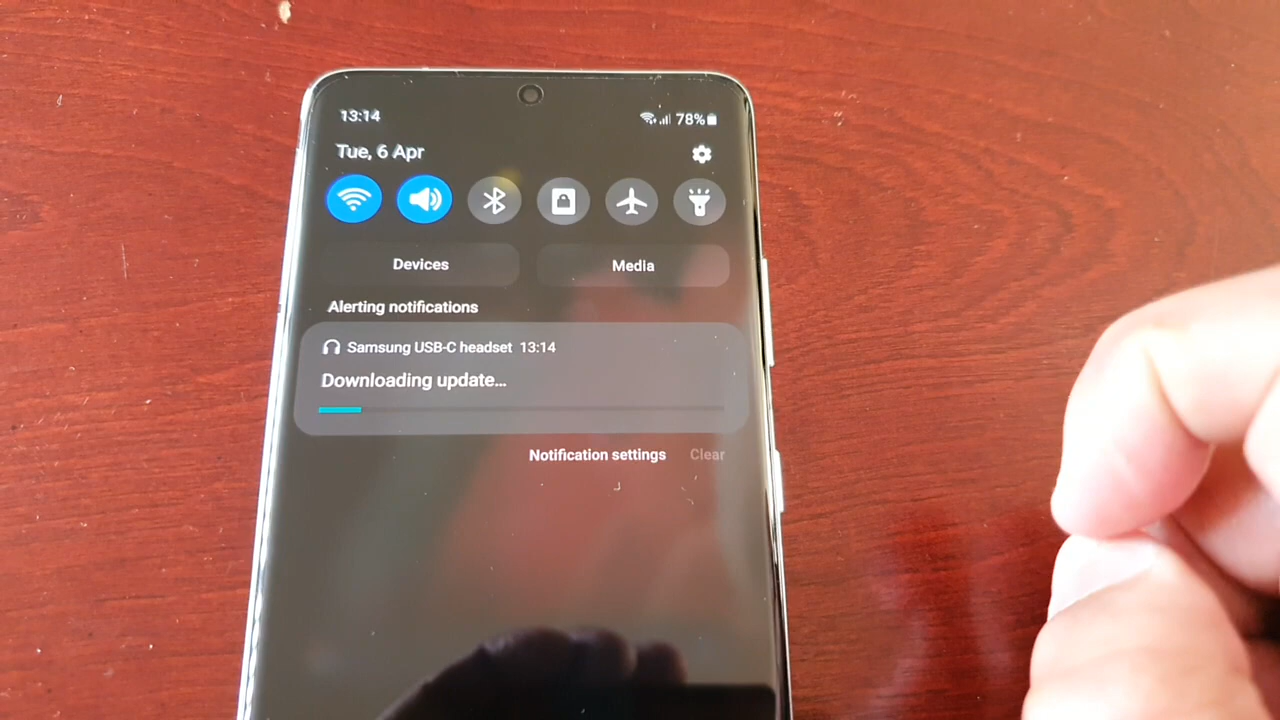 13:14
78%
Tue, 6 Apr
Devices
Media
Alerting notifications
Samsung USB-C headset 13:14
Downloading update...
Notification settings
Clear